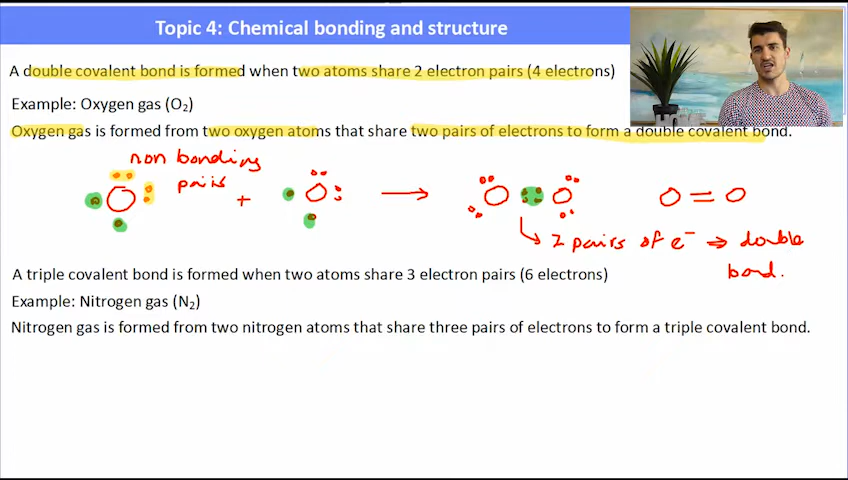 Topic 4: Chemical bonding and structure
A double covalent bond is formed when two atoms share 2 electron pairs (4 electrons)
Example: Oxygen gas (O₂)
Oxygen gas is formed from two oxygen atoms that share two pairs of electrons to form a double covalent bond.
non bonding
pairs
O + O → O O O = O
2 pairs of e⁻ ⇒ double
bond.
A triple covalent bond is formed when two atoms share 3 electron pairs (6 electrons)
Example: Nitrogen gas (N₂)
Nitrogen gas is formed from two nitrogen atoms that share three pairs of electrons to form a triple covalent bond.